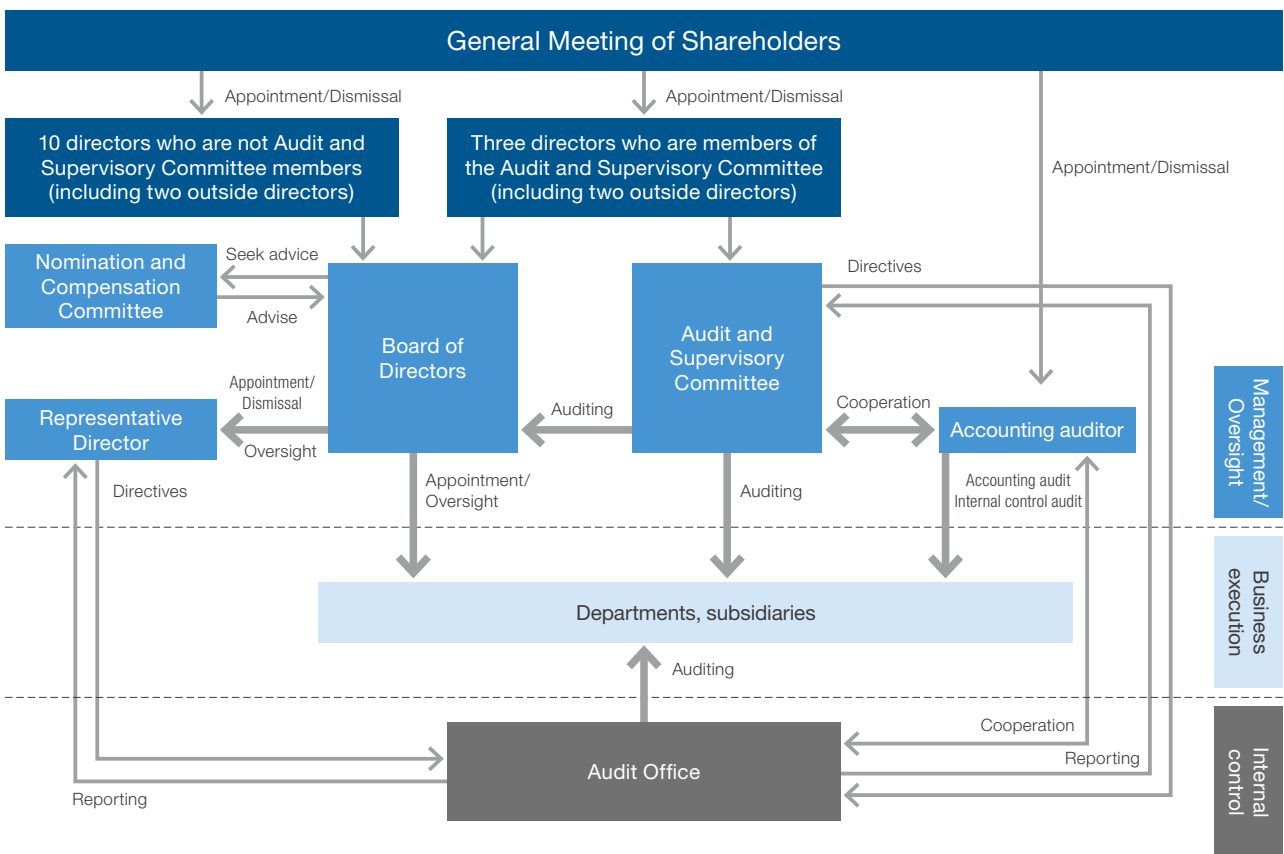 General Meeting of Shareholders
Appointment/Dismissal
Appointment/Dismissal
Appointment/Dismissal
10 directors who are not Audit and
Supervisory Committee members
(including two outside directors)
Three directors who are members of
the Audit and Supervisory Committee
(including two outside directors)
Nomination and
Compensation
Committee
Seek advice
Advise
Board of
Directors
Audit and
Supervisory
Committee
Directives
Representative
Director
Appointment/
Dismissal
Oversight
Auditing
Cooperation
Accounting auditor
Management/
Oversight
Directives
Appointment/
Oversight
Auditing
Accounting audit
Internal control audit
Departments, subsidiaries
Business
execution
Auditing
Audit Office
Cooperation
Reporting
Reporting
Internal
control